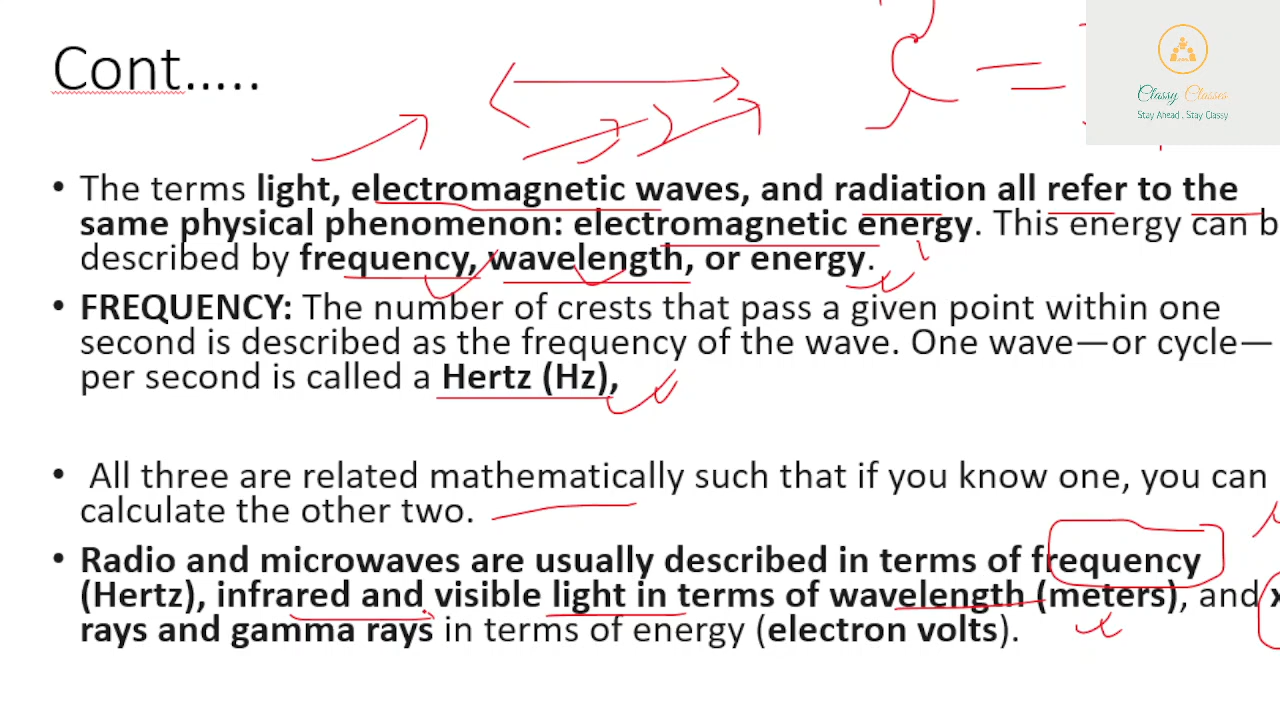 Cont.....
Classy Classes
Stay Ahead . Stay Classy
• The terms light, electromagnetic waves, and radiation all refer to the
same physical phenomenon: electromagnetic energy. This energy can b
described by frequency, wavelength, or energy.
• FREQUENCY: The number of crests that pass a given point within one
second is described as the frequency of the wave. One wave—or cycle—
per second is called a Hertz (Hz),
• All three are related mathematically such that if you know one, you can
calculate the other two.
• Radio and microwaves are usually described in terms of frequency
(Hertz), infrared and visible light in terms of wavelength (meters), and x
rays and gamma rays in terms of energy (electron volts).